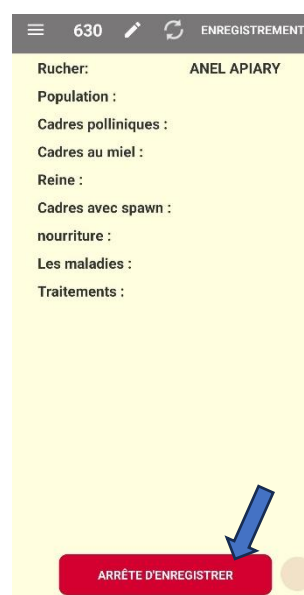 630 ENREGISTREMENT
Rucher: ANEL APIARY
Population :
Cadres polliniques :
Cadres au miel :
Reine :
Cadres avec spawn :
nourriture :
Les maladies :
Traitements :
ARRÊTE D'ENREGISTRER